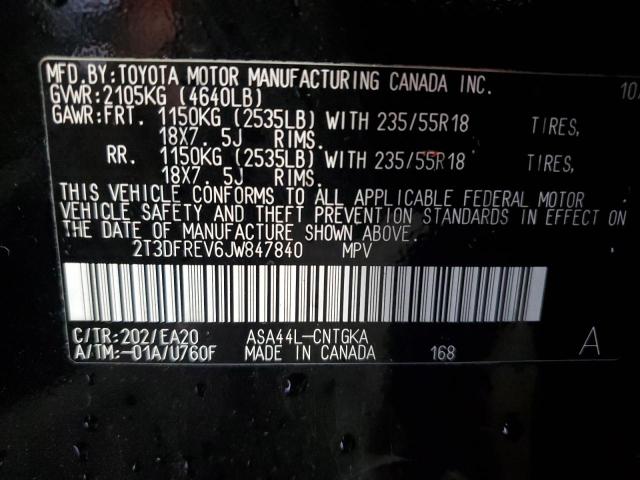 MFD.BY:TOYOTA MOTOR MANUFACTURING CANADA INC.
GVWR:2105KG (4640LB)
GAWR:FRT. 1150KG (2535LB) WITH 235/55R18 TIRES,
18X7. 5J RIMS.
RR. 1150KG (2535LB) WITH 235/55R18 TIRES,
18X7. 5J RIMS.
THIS VEHICLE CONFORMS TO ALL APPLICABLE FEDERAL MOTOR
VEHICLE SAFETY AND THEFT PREVENTION STANDARDS IN EFFECT ON
THE DATE OF MANUFACTURE SHOWN ABOVE.
2T3DFREV6JW847840 MPV
C/TR:202/EA20 ASA44L-CNTGKA A
A/TM:-01A/U760F MADE IN CANADA 168